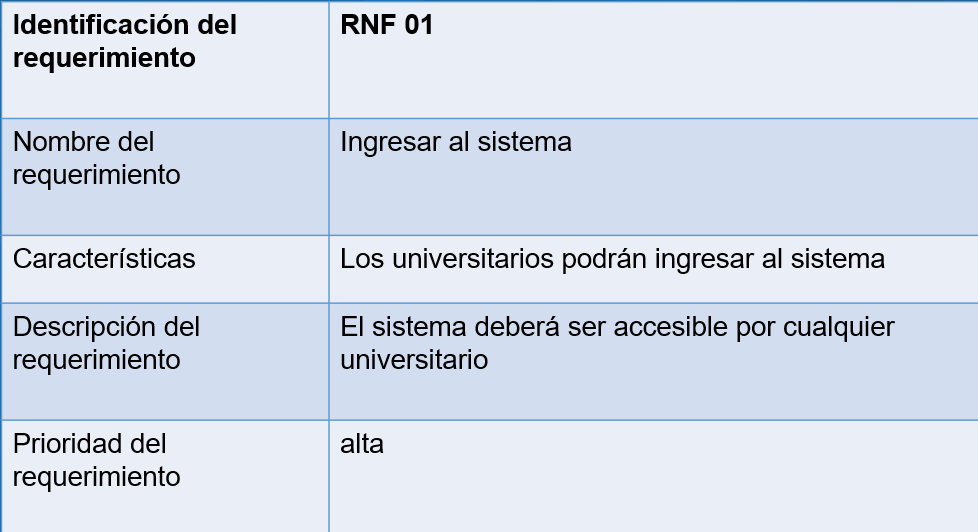 Identificación del
requerimiento
RNF 01
Nombre del
requerimiento
Ingresar al sistema
Características
Los universitarios podrán ingresar al sistema
Descripción del
requerimiento
El sistema deberá ser accesible por cualquier
universitario
Prioridad del
requerimiento
alta